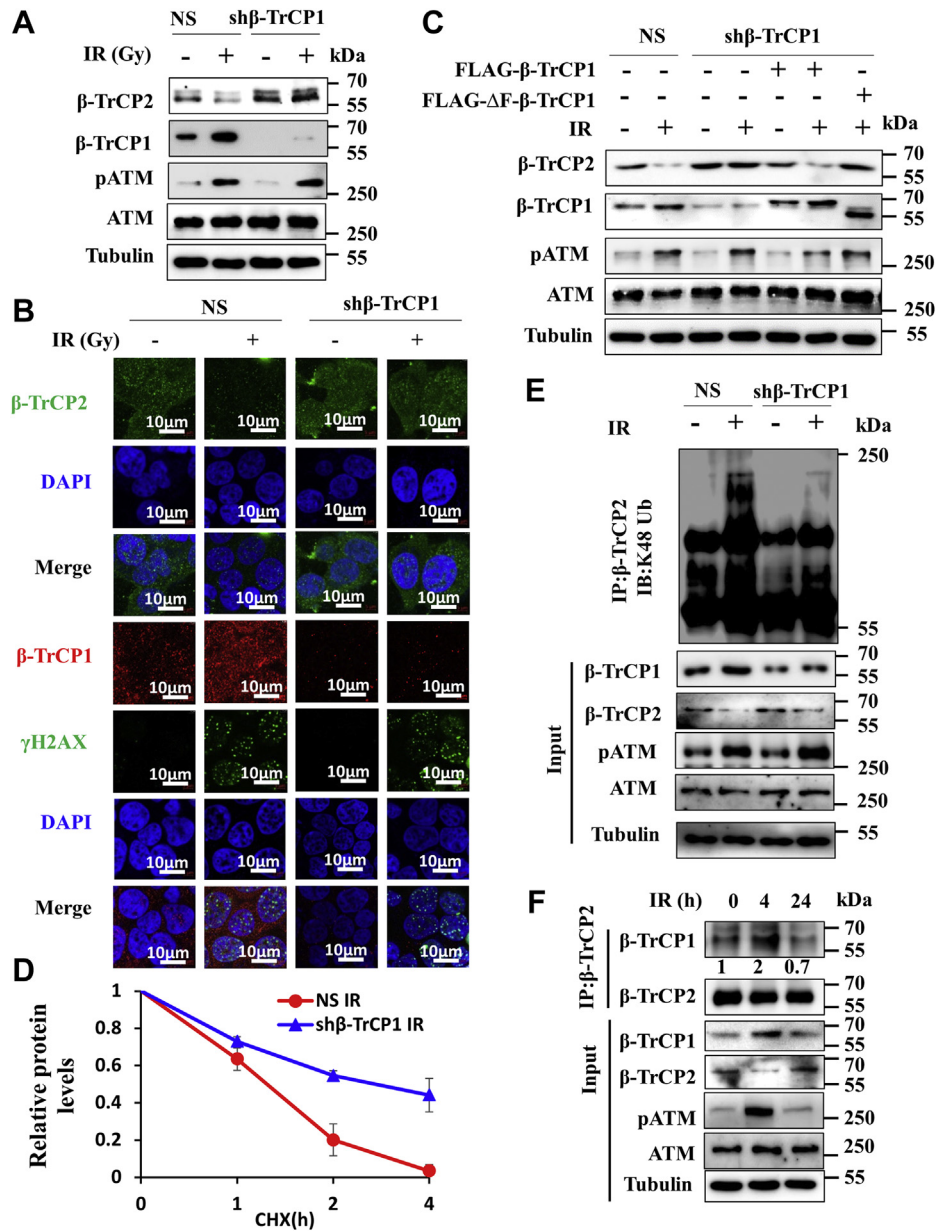 A
NS shβ-TrCP1
IR (Gy) - + - + kDa
β-TrCP2 70
55
β-TrCP1 70
55
pATM
250
ATM
250
Tubulin 55
B
NS shβ-TrCP1
IR (Gy) - + - +
β-TrCP2
10μm 10μm 10μm 10μm
DAPI
10μm 10μm 10μm 10μm
Merge
10μm 10μm 10μm 10μm
β-TrCP1
10μm 10μm 10μm 10μm
γH2AX
10μm 10μm 10μm 10μm
DAPI
10μm 10μm 10μm 10μm
Merge
10μm 10μm 10μm 10μm
C
NS shβ-TrCP1
FLAG-β-TrCP1 - - - - + + -
FLAG-ΔF-β-TrCP1 - - - - - - +
IR - + - + - + + kDa
β-TrCP2 70
55
β-TrCP1 70
55
pATM
250
ATM
250
Tubulin 55
D
Relative protein levels
1
0.8
0.6
0.4
0.2
0
0 1 2 4
CHX(h)
NS IR
shβ-TrCP1 IR
E
NS shβ-TrCP1
IR - + - + kDa
250
IP:β-TrCP2
IB:K48 Ub
55
Input
β-TrCP1 70
55
β-TrCP2 70
55
pATM
250
ATM
250
Tubulin 55
F
IR (h) 0 4 24 kDa
IP:β-TrCP2
β-TrCP1 70
55
1 2 0.7
β-TrCP2 70
55
Input
β-TrCP1 70
55
β-TrCP2 70
55
pATM 250
ATM 250
Tubulin 55